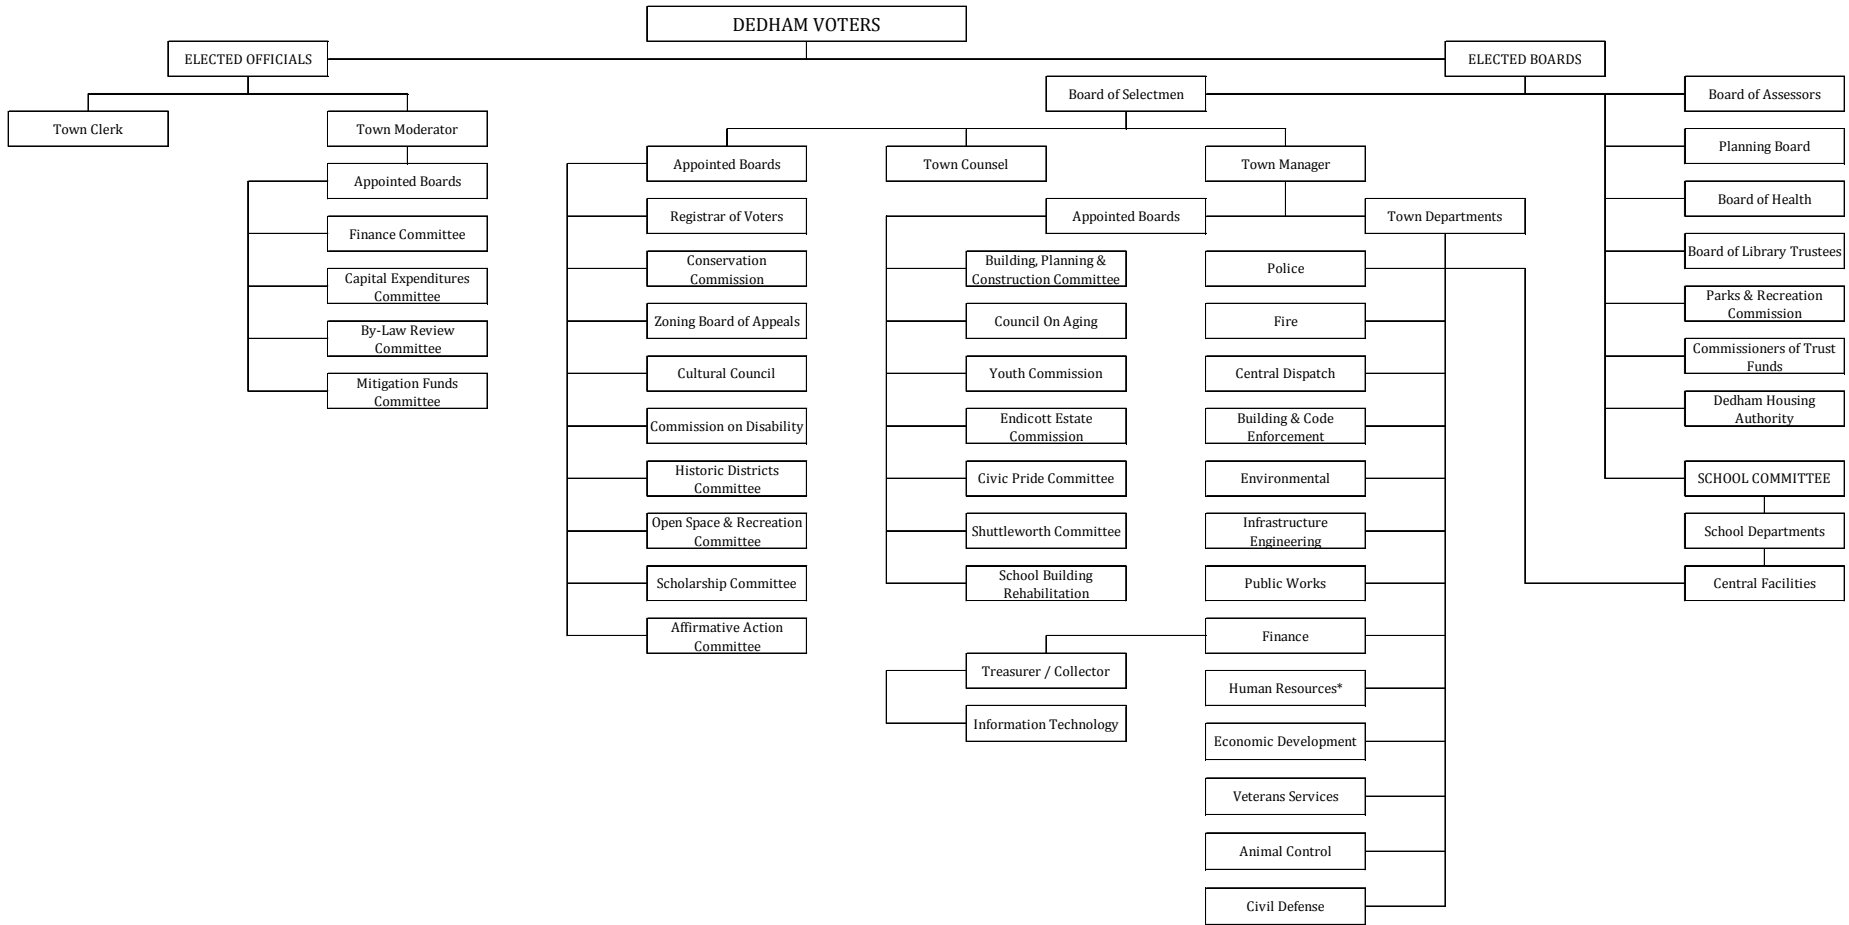 DEDHAM VOTERS
ELECTED OFFICIALS
ELECTED BOARDS
Town Clerk
Town Moderator
Appointed Boards
Finance Committee
Capital Expenditures
Committee
By-Law Review
Committee
Mitigation Funds
Committee
Board of Selectmen
Appointed Boards
Registrar of Voters
Conservation
Commission
Zoning Board of Appeals
Cultural Council
Commission on Disability
Historic Districts
Committee
Open Space & Recreation
Committee
Scholarship Committee
Affirmative Action
Committee
Town Counsel
Town Manager
Appointed Boards
Building, Planning &
Construction Committee
Council On Aging
Youth Commission
Endicott Estate
Commission
Civic Pride Committee
Shuttleworth Committee
School Building
Rehabilitation
Town Departments
Police
Fire
Central Dispatch
Building & Code
Enforcement
Environmental
Infrastructure
Engineering
Public Works
Finance
Treasurer / Collector
Information Technology
Human Resources*
Economic Development
Veterans Services
Animal Control
Civil Defense
Board of Assessors
Planning Board
Board of Health
Board of Library Trustees
Parks & Recreation
Commission
Commissioners of Trust
Funds
Dedham Housing
Authority
SCHOOL COMMITTEE
School Departments
Central Facilities